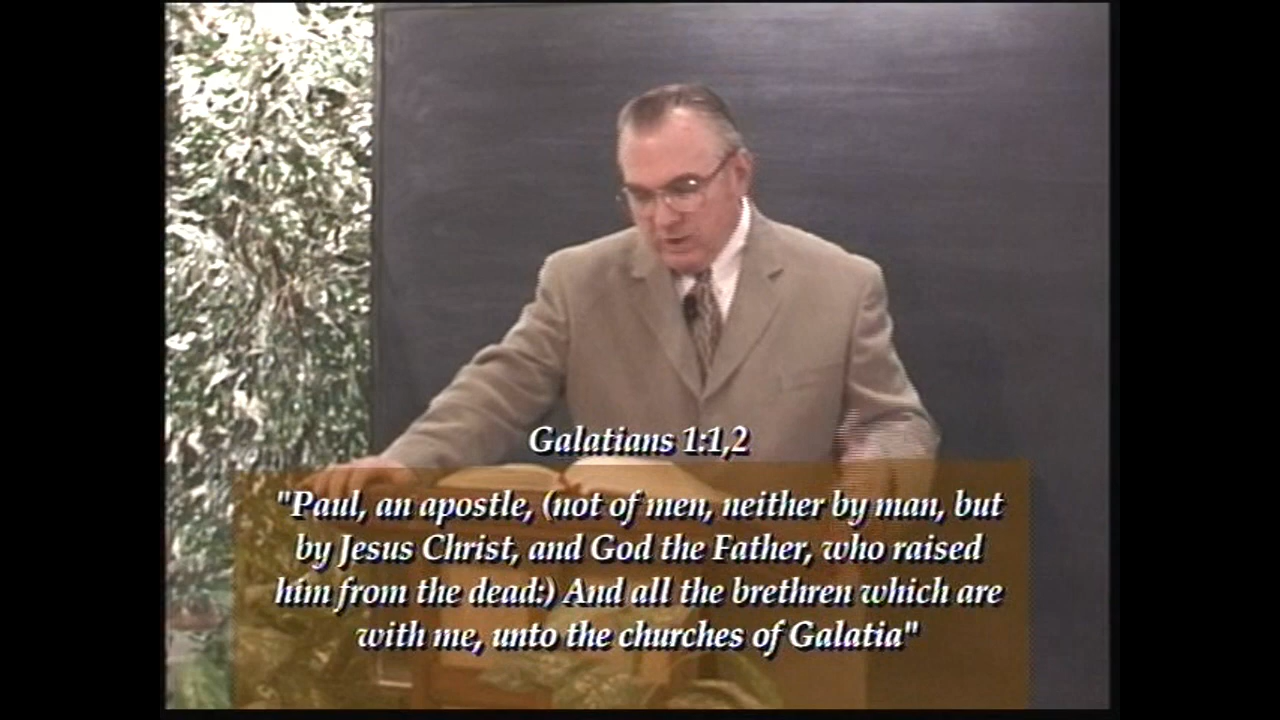 Galatians 1:1,2
"Paul, an apostle, (not of men, neither by man, but
by Jesus Christ, and God the Father, who raised
him from the dead:) And all the brethren which are
with me, unto the churches of Galatia"